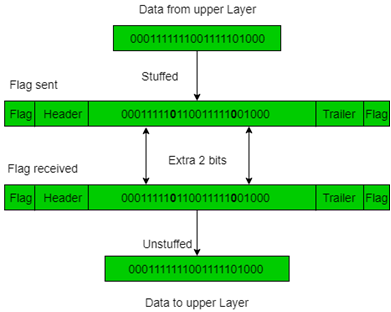 Data from upper Layer
0001111111001111101000
Stuffed
Flag sent
Flag Header 000111110110011111001000 Trailer Flag
Extra 2 bits
Flag received
Flag Header 000111110110011111001000 Trailer Flag
Unstuffed
0001111111001111101000
Data to upper Layer